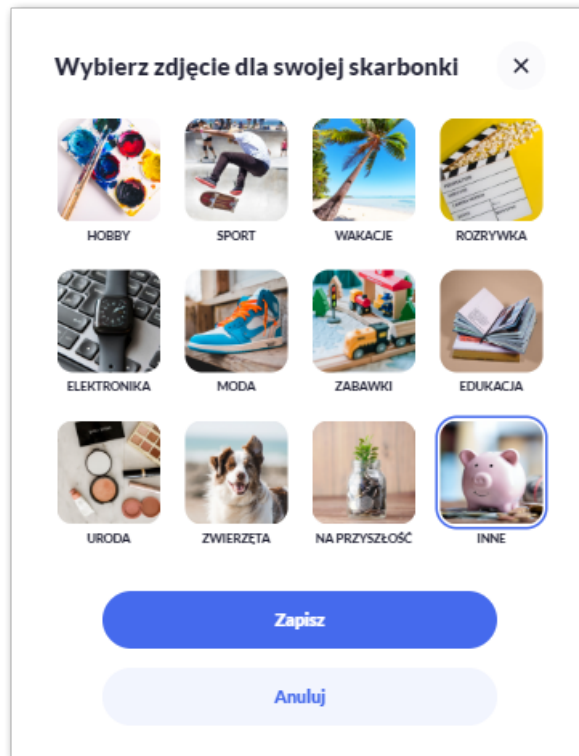 Wybierz zdjęcie dla swojej skarbonki
HOBBY
SPORT
WAKACJE
ROZRYWKA
ELEKTRONIKA
MODA
ZABAWKI
EDUKACJA
URODA
ZWIERZĘTA
NA PRZYSZŁOŚĆ
INNE
Zapisz
Anuluj